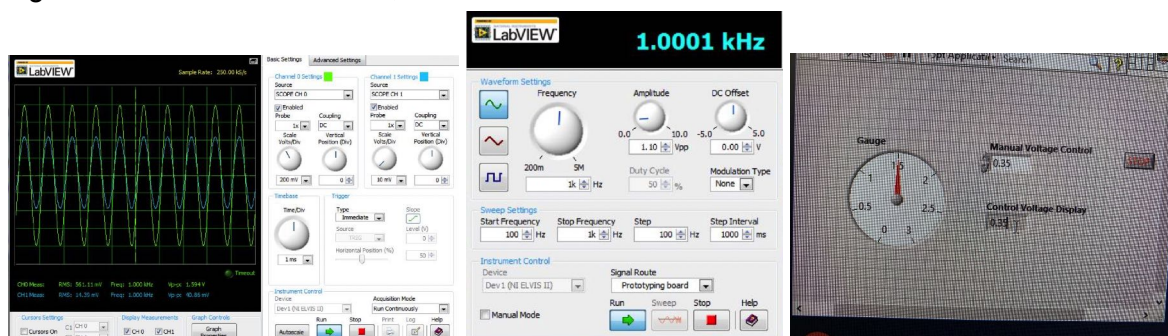 LabVIEW
Sample Rate: 250.00 kS/s
Timeout
CH0 Meas: RMS: 561.11 mV Freq: 1.000 kHz Vp-p: 1.594 V
CH1 Meas: RMS: 14.35 mV Freq: 1.000 kHz Vp-p: 40.86 mV
Cursors Settings
Cursors On C1 CH 0
Display Measurements
CH 0 CH1
Graph Controls
Graph
Basic Settings Advanced Settings
Channel 0 Settings Channel 1 Settings
Source Source
SCOPE CH 0 SCOPE CH 1
Enabled Enabled
Probe Coupling Probe Coupling
1x DC 1x DC
Scale Vertical Scale Vertical
Volts/Div Position (Div) Volts/Div Position (Div)
200 mV 0 10 mV 0
Timebase Trigger
Time/Div Type Slope
Immediate
Source Level (V)
TRIG 0
Horizontal Position (%)
50
1 ms
Instrument Control
Device Acquisition Mode
Dev1 (NI ELVIS II) Run Continuously
Run Stop Print Log Help
Autoscale
LabVIEW
1.0001 kHz
Waveform Settings
Frequency Amplitude DC Offset
0.0 10.0 -5.0 5.0
1.10 Vpp 0.00 V
200m 5M
1k Hz
Duty Cycle Modulation Type
50 % None
Sweep Settings
Start Frequency Stop Frequency Step Step Interval
100 Hz 1k Hz 100 Hz 1000 ms
Instrument Control
Device Signal Route
Dev1 (NI ELVIS II) Prototyping board
Run Sweep Stop Help
Manual Mode
Search
Gauge
0 0.5 1 1.5 2 2.5 3
Manual Voltage Control
0.35
Control Voltage Display
0.35